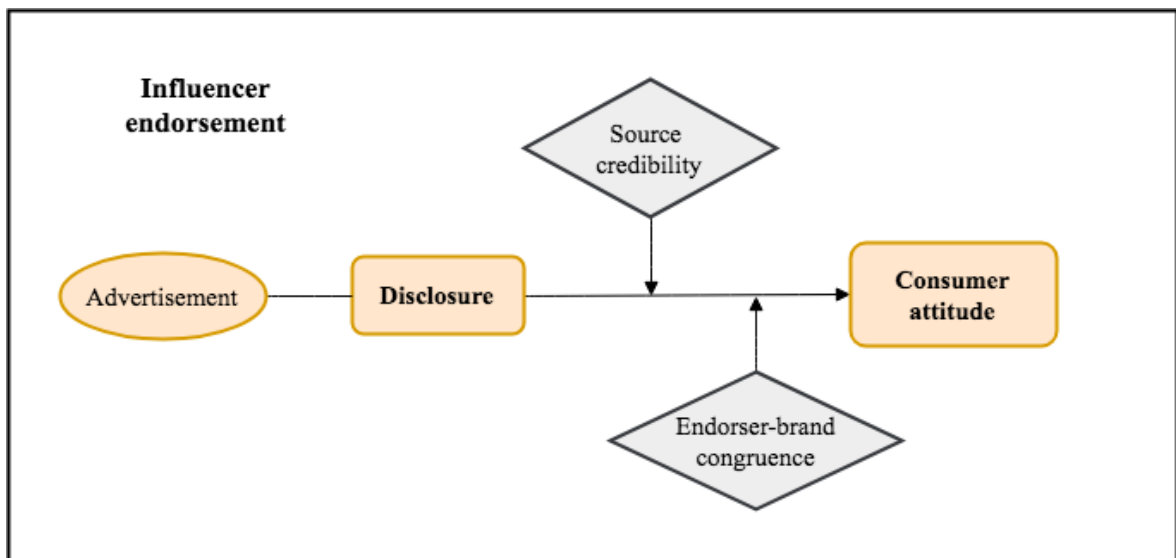 Influencer
endorsement
Source
credibility
Advertisement
Disclosure
Consumer
attitude
Endorser-brand
congruence